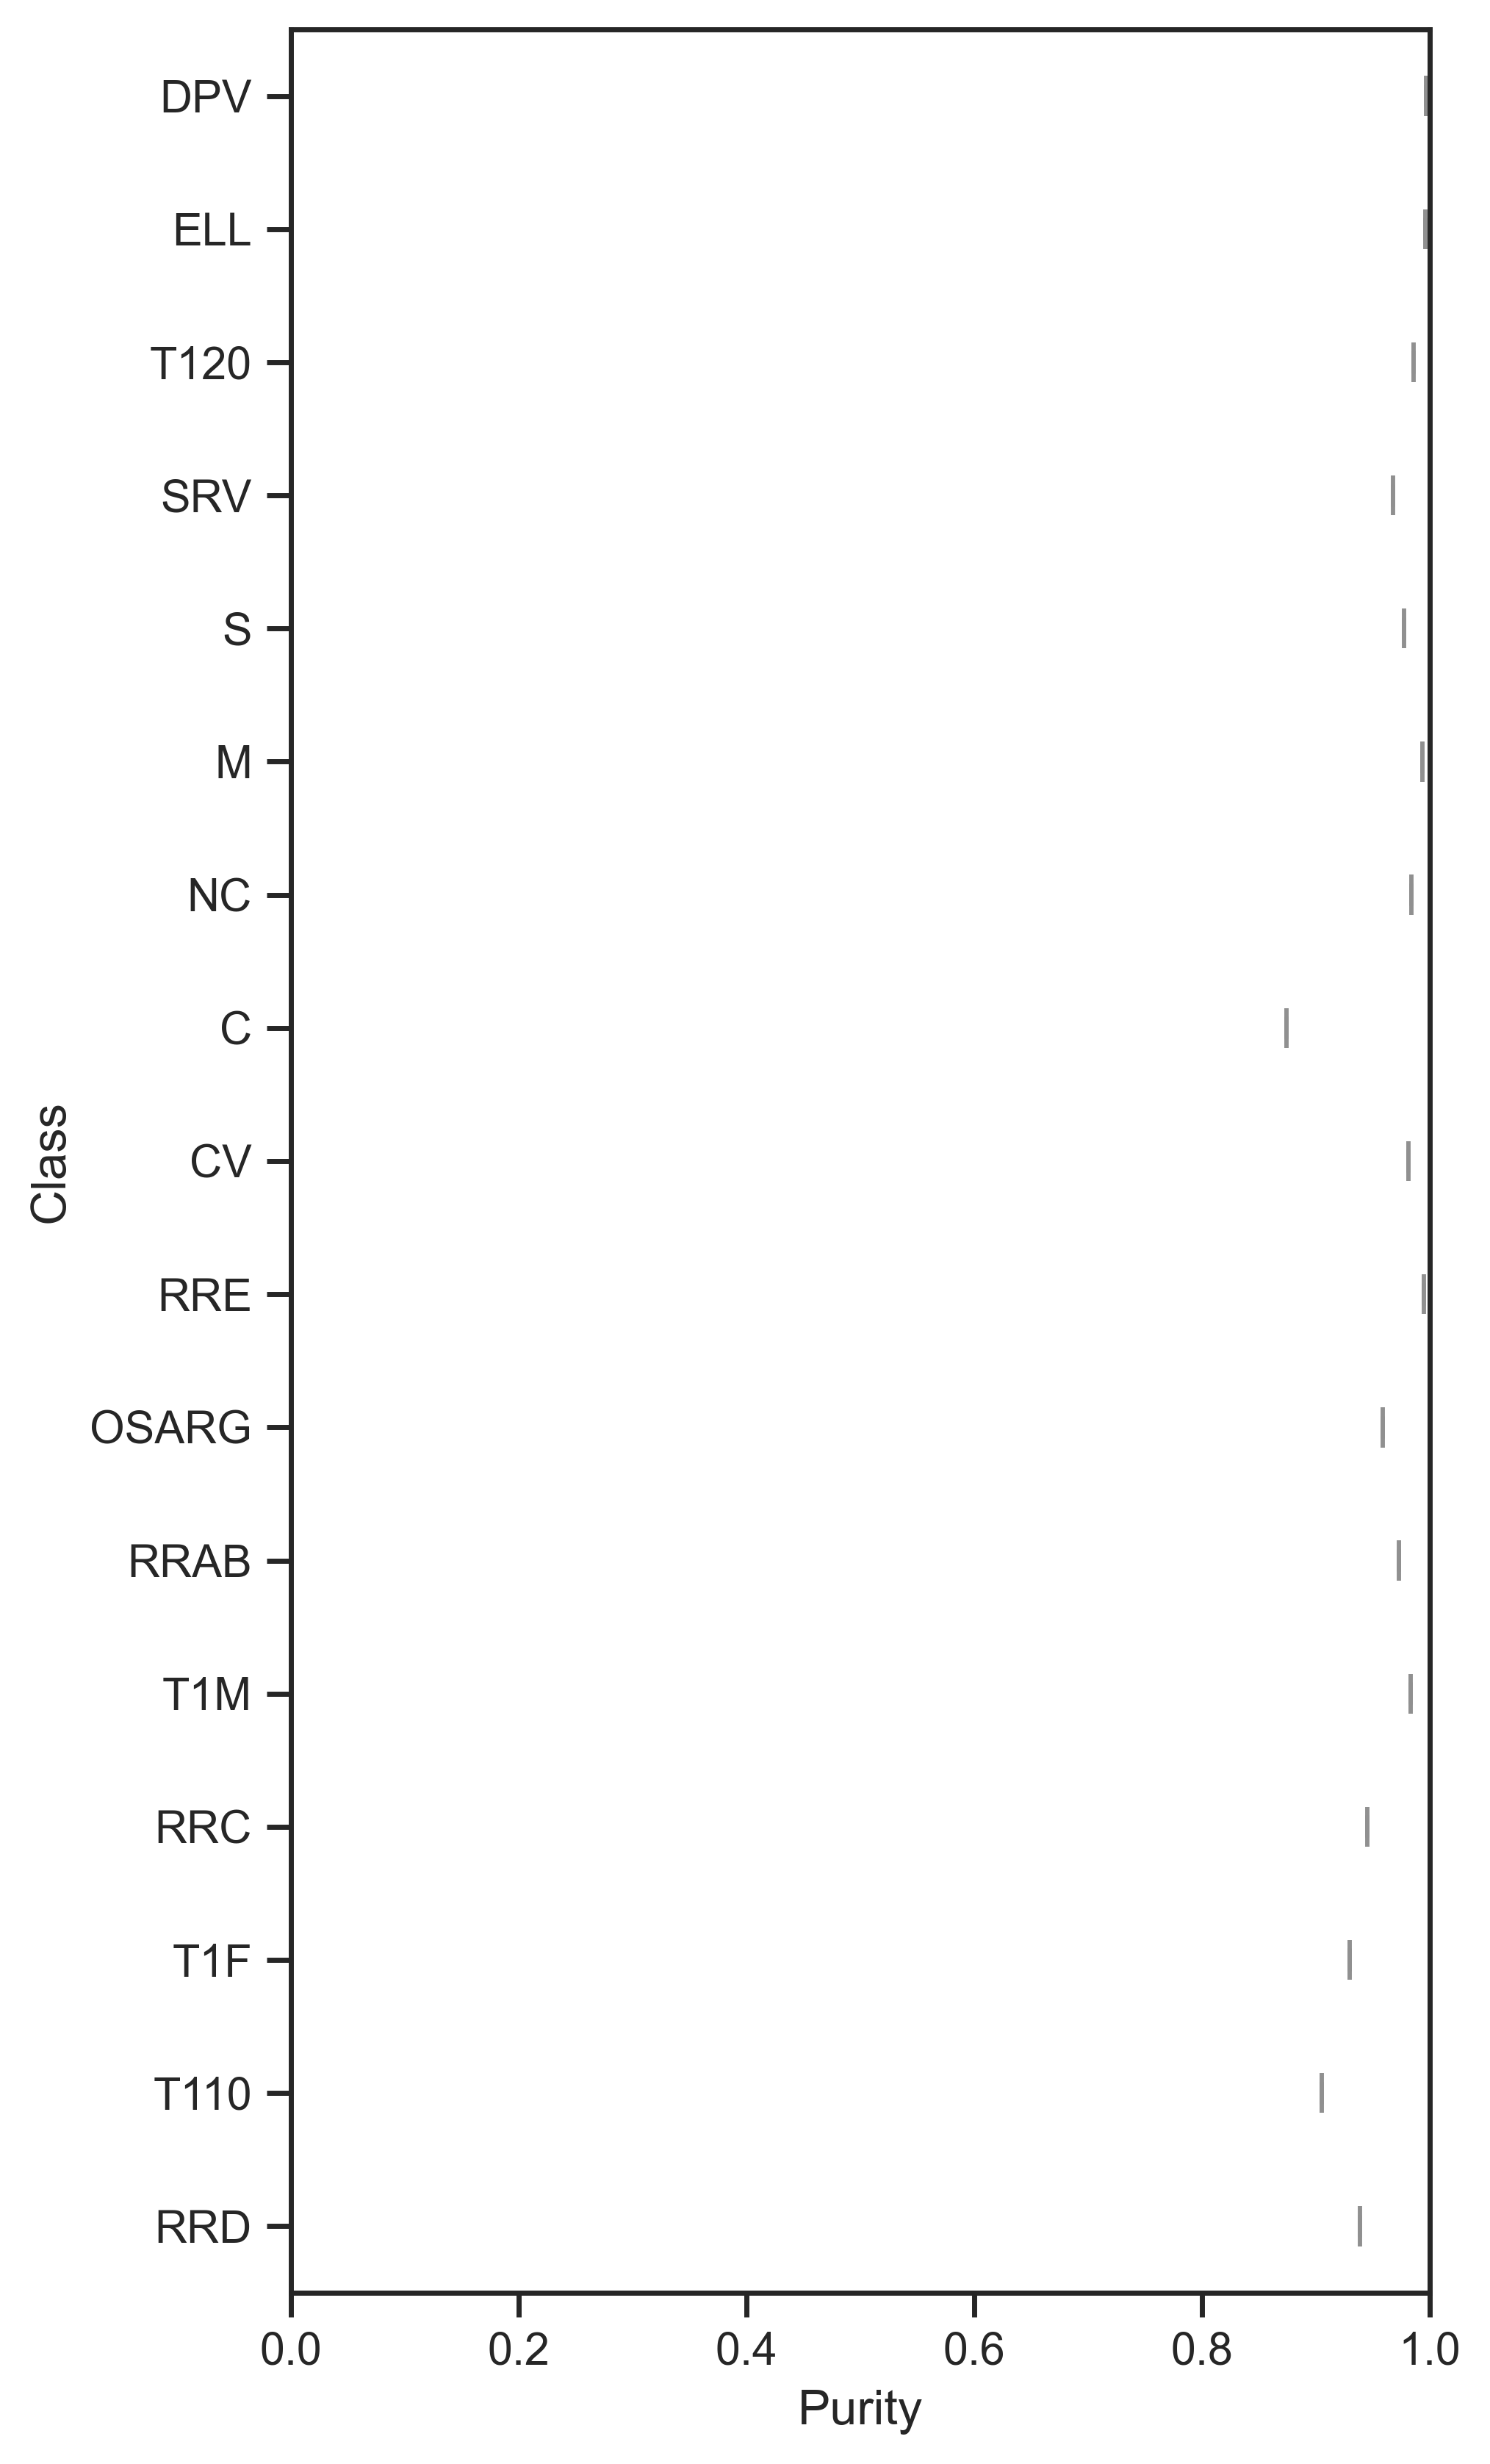 DPV
ELL
T120
SRV
S
M
NC
C
CV
RRE
OSARG
RRAB
T1M
RRC
T1F
T110
RRD
Class
0.0 0.2 0.4 0.6 0.8 1.0
Purity